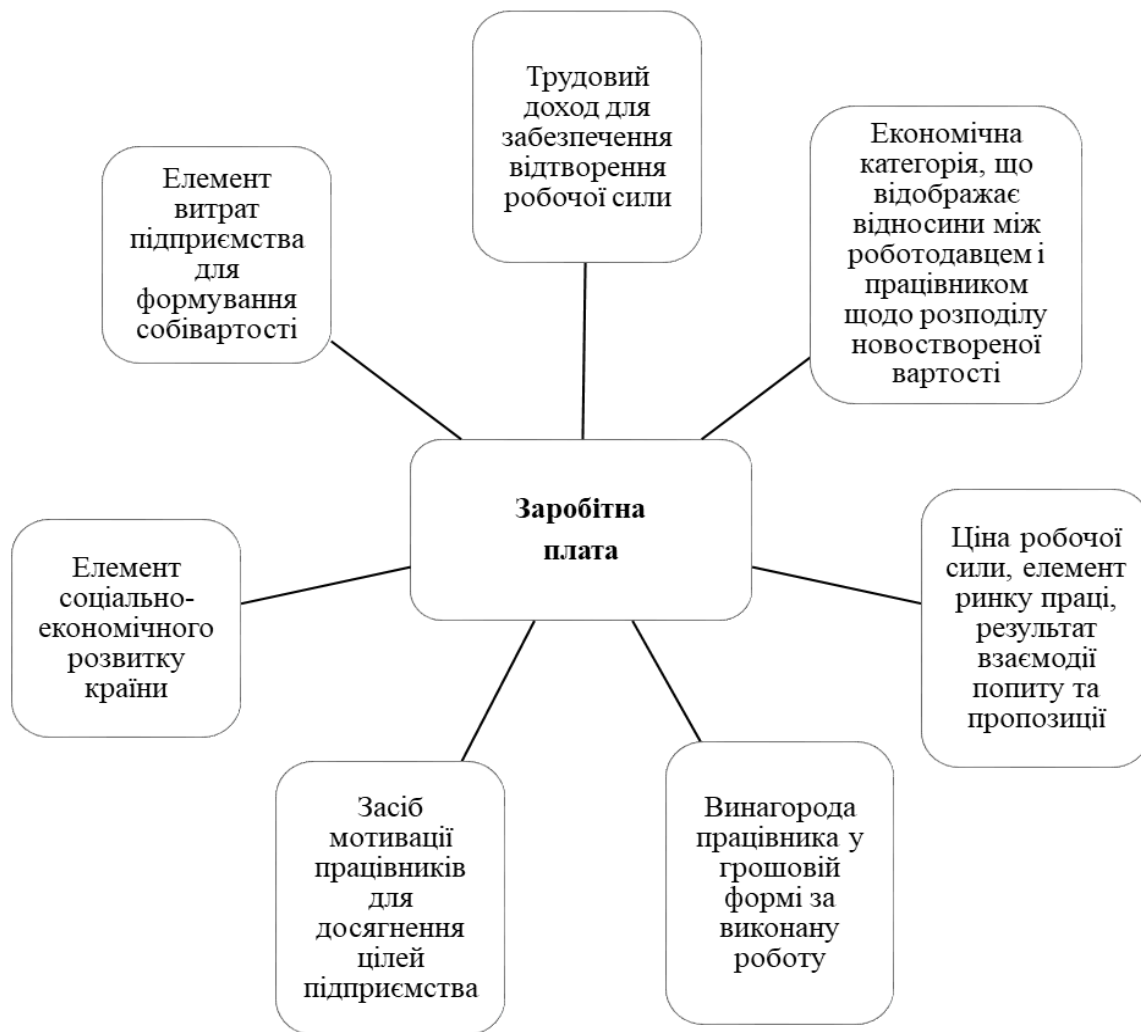 Трудовий
доход для
забезпечення
відтворення
робочої сили
Економічна
категорія, що
відображає
відносини між
роботодавцем і
працівником
щодо розподілу
новоствореної
вартості
Елемент
витрат
підприємства
для
формування
собівартості
Заробітна
плата
Ціна робочої
сили, елемент
ринку праці,
результат
взаємодії
попиту та
пропозиції
Елемент
соціально-
економічного
розвитку
країни
Винагорода
працівника у
грошовій
формі за
виконану
роботу
Засіб
мотивації
працівників
для
досягнення
цілей
підприємства